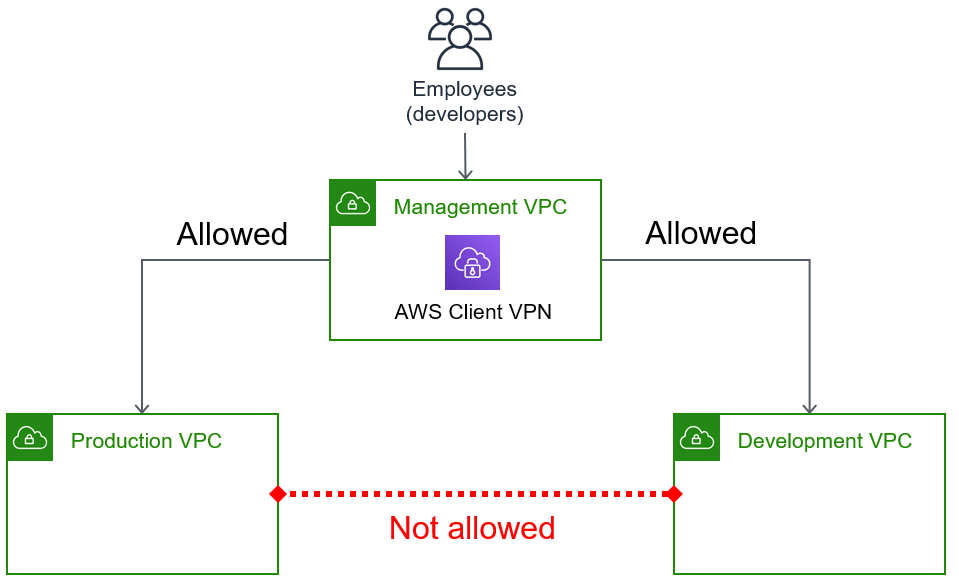 Employees
(developers)
Management VPC
Allowed
Allowed
AWS Client VPN
Production VPC
Development VPC
Not allowed